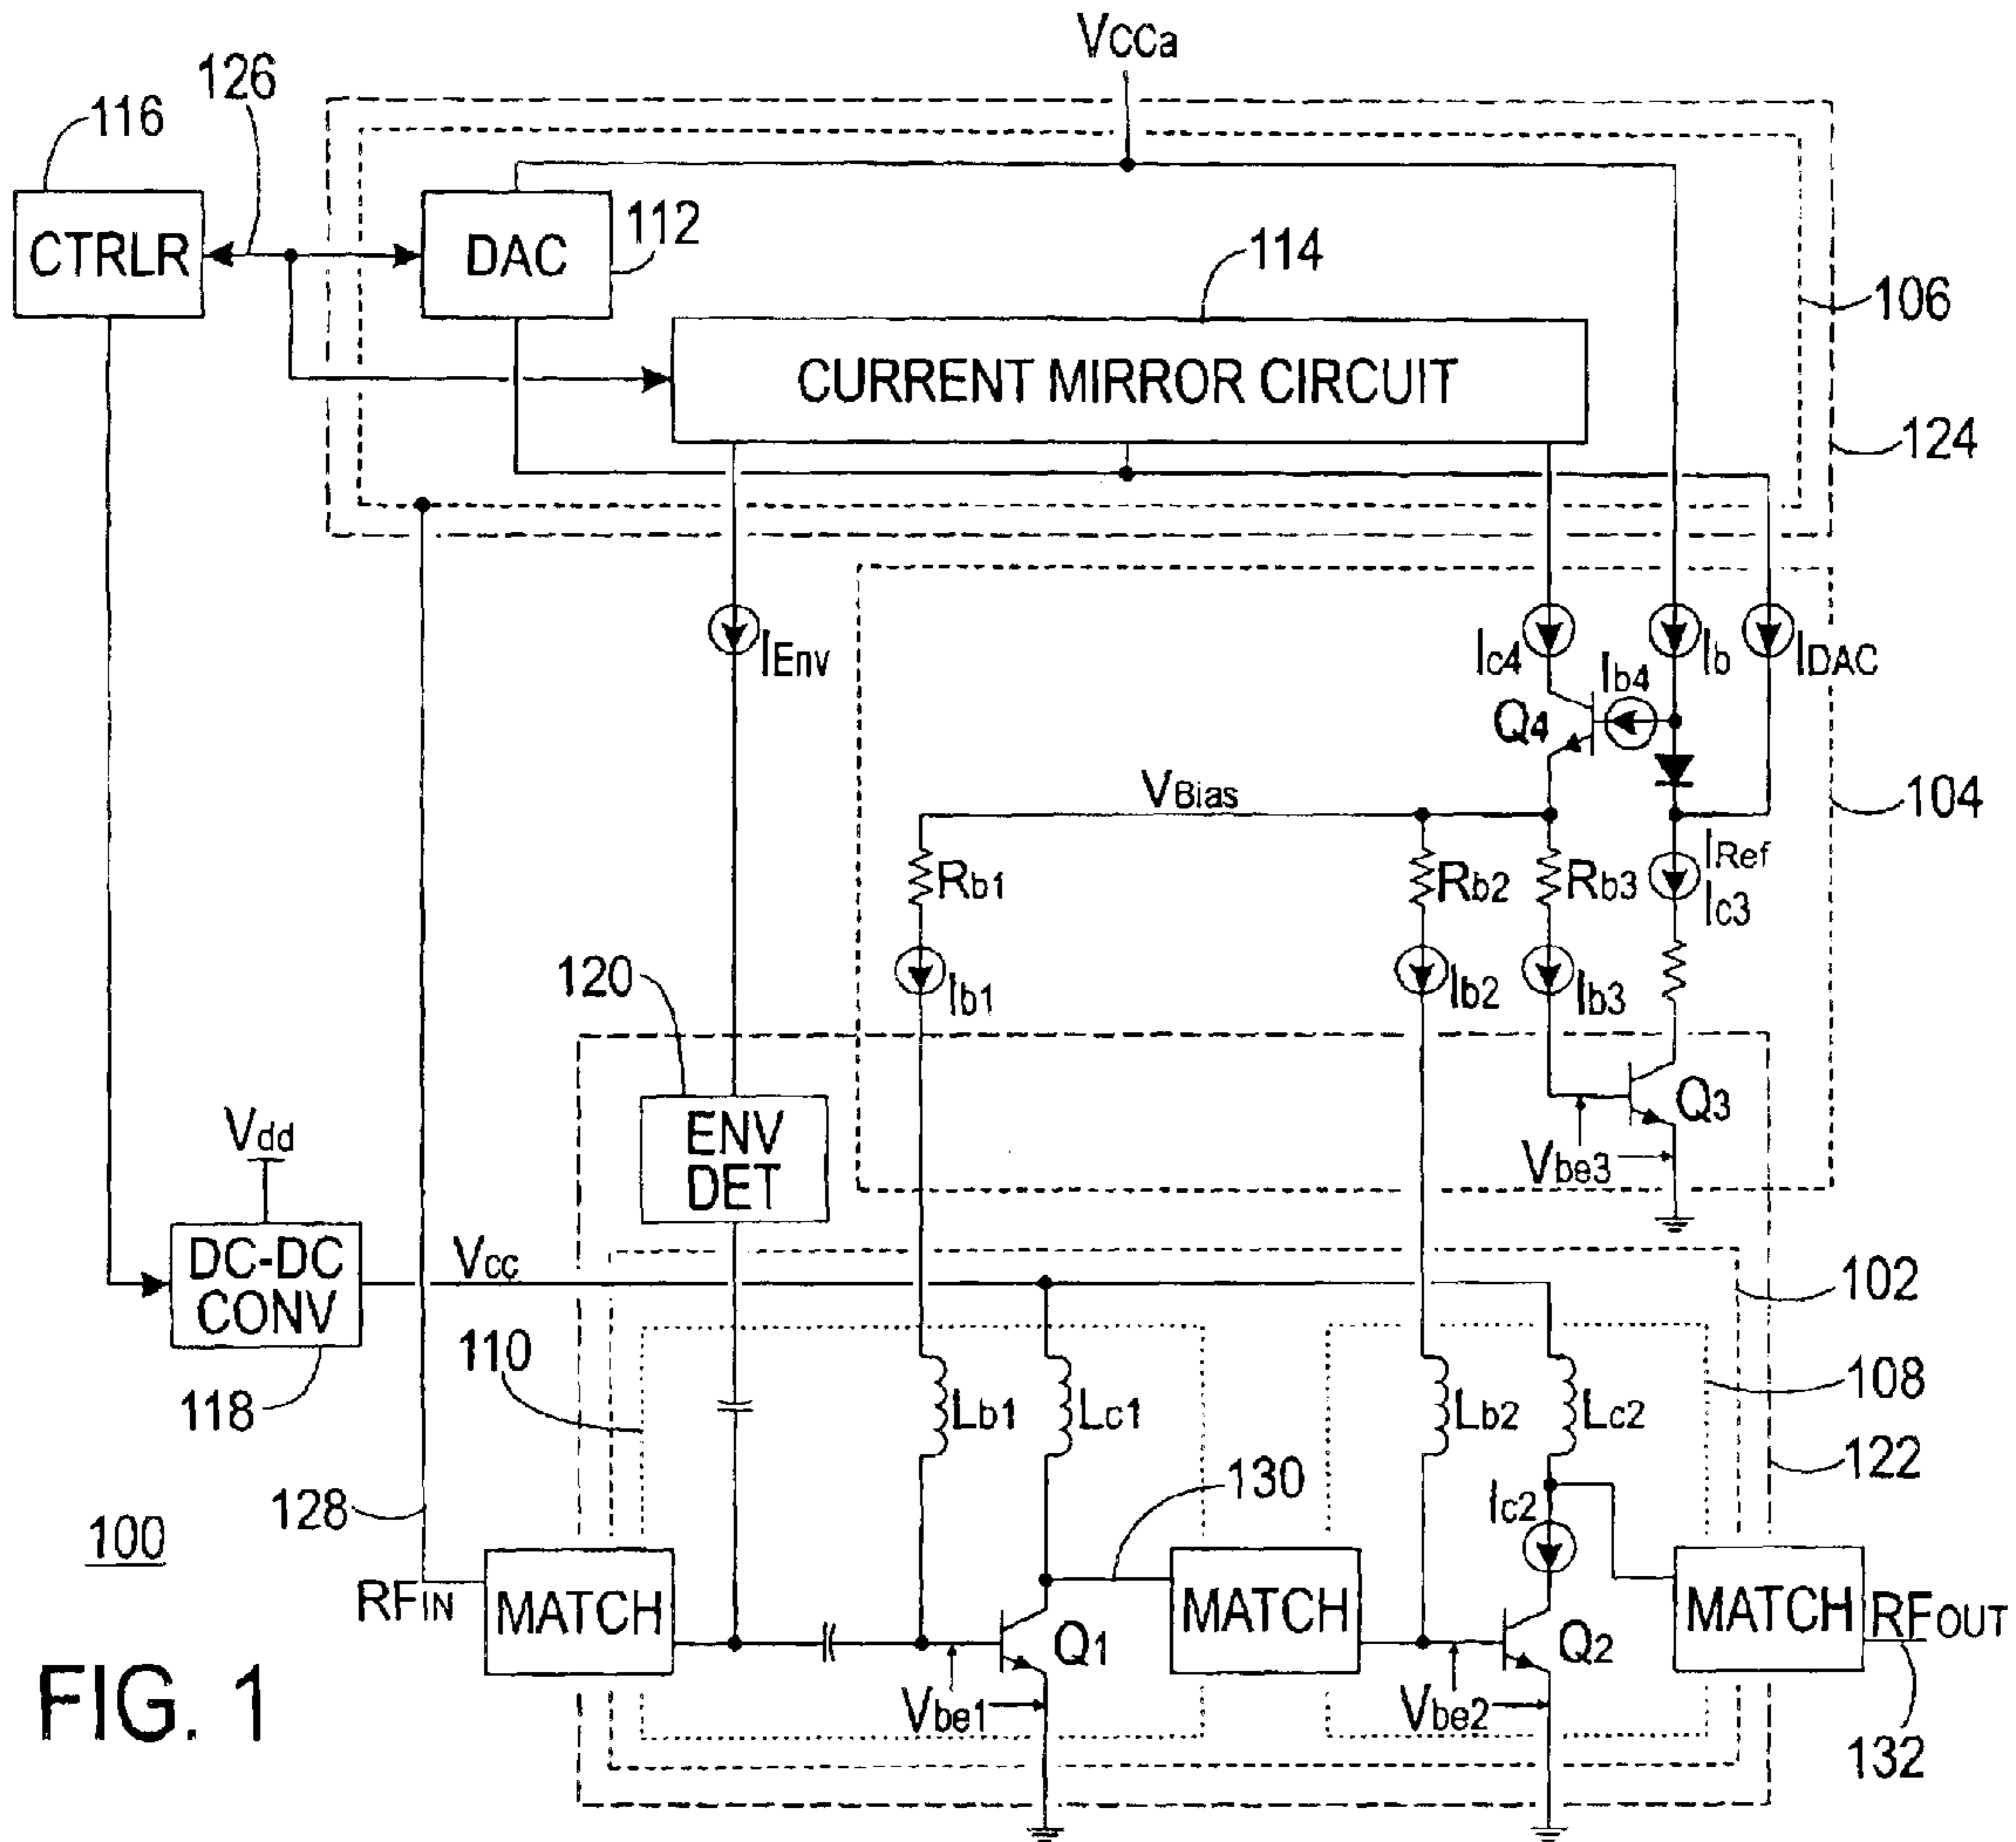 VCCa
126
116
CTRLR
DAC
112
114
106
CURRENT MIRROR CIRCUIT
124
IEnv
Ic4
Ib
IDAC
Ib4
Q4
VBias
104
Rb1
Rb2
Rb3
IRef
Ic3
120
Ib1
Ib2
Ib3
ENV
DET
Q3
Vbe3
Vdd
DC-DC
CONV
Vcc
102
118
110
108
Lb1
Lc1
Lb2
Lc2
122
128
130
Ic2
100
RFIN
MATCH
Q1
MATCH
Q2
MATCH
RFOUT
Vbe1
Vbe2
132
FIG. 1